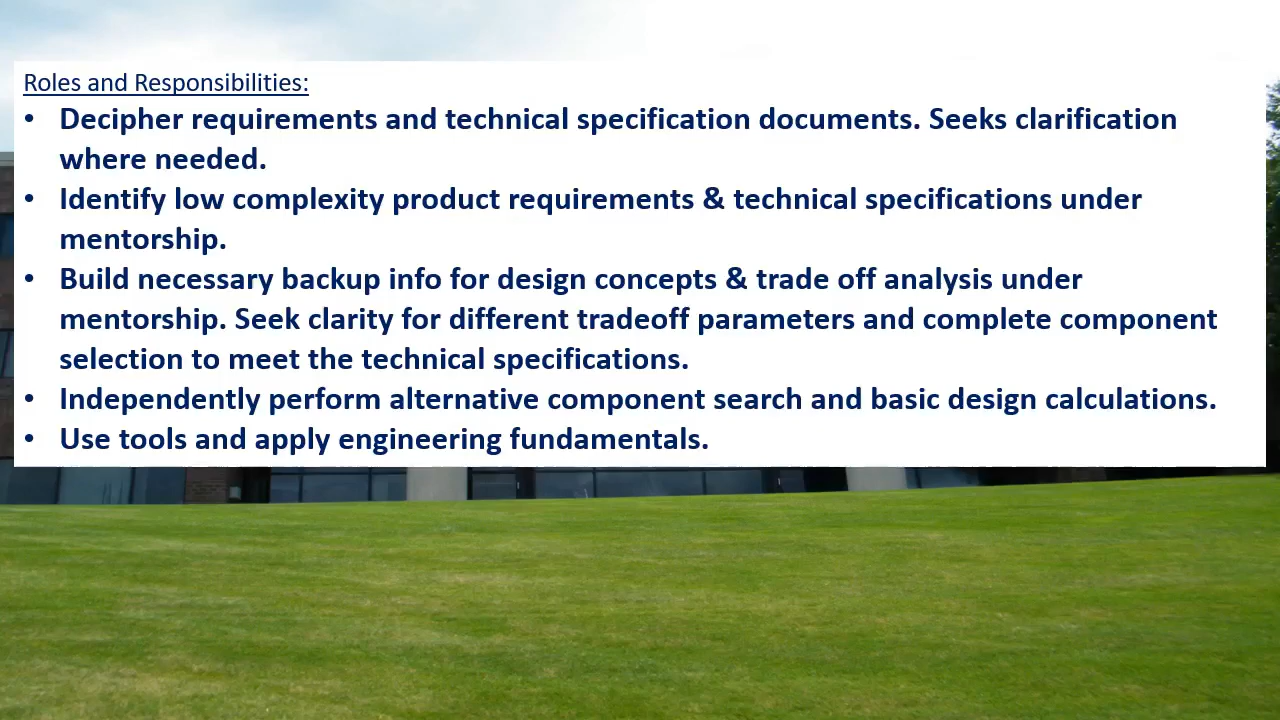 Roles and Responsibilities:
• Decipher requirements and technical specification documents. Seeks clarification
where needed.
• Identify low complexity product requirements & technical specifications under
mentorship.
• Build necessary backup info for design concepts & trade off analysis under
mentorship. Seek clarity for different tradeoff parameters and complete component
selection to meet the technical specifications.
• Independently perform alternative component search and basic design calculations.
• Use tools and apply engineering fundamentals.